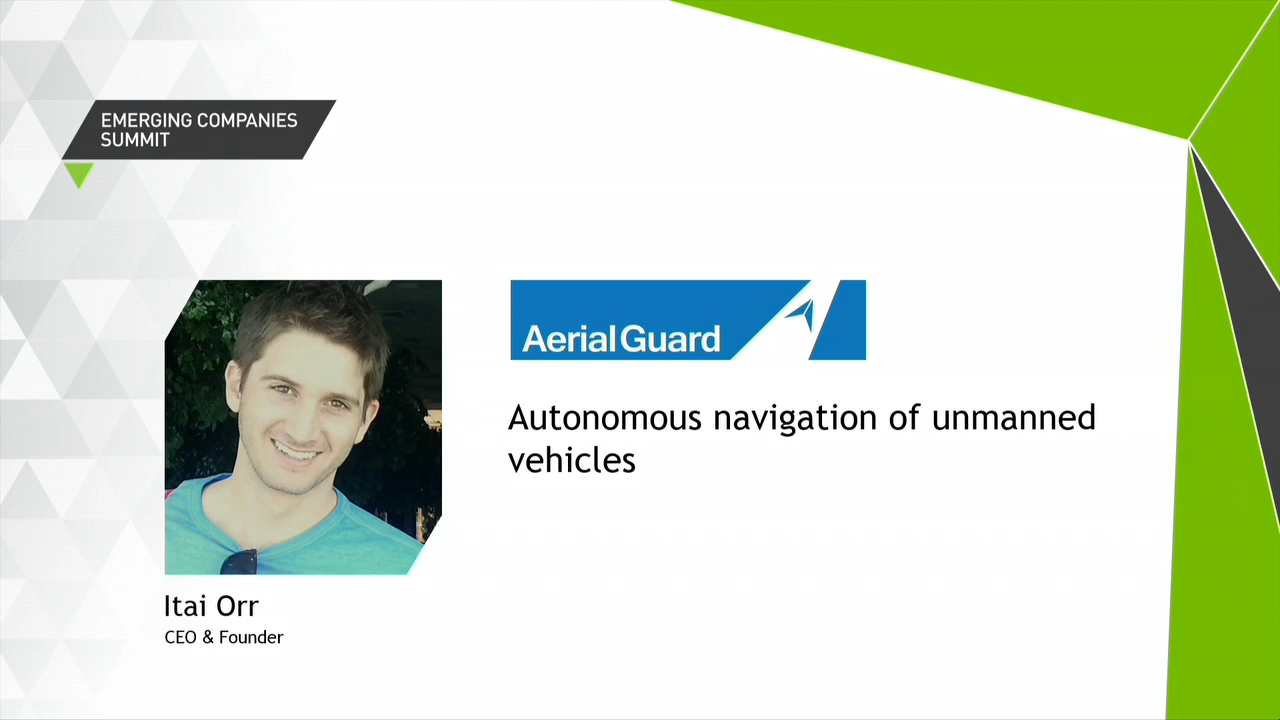 EMERGING COMPANIES
SUMMIT
AerialGuard
Autonomous navigation of unmanned
vehicles
Itai Orr
CEO & Founder